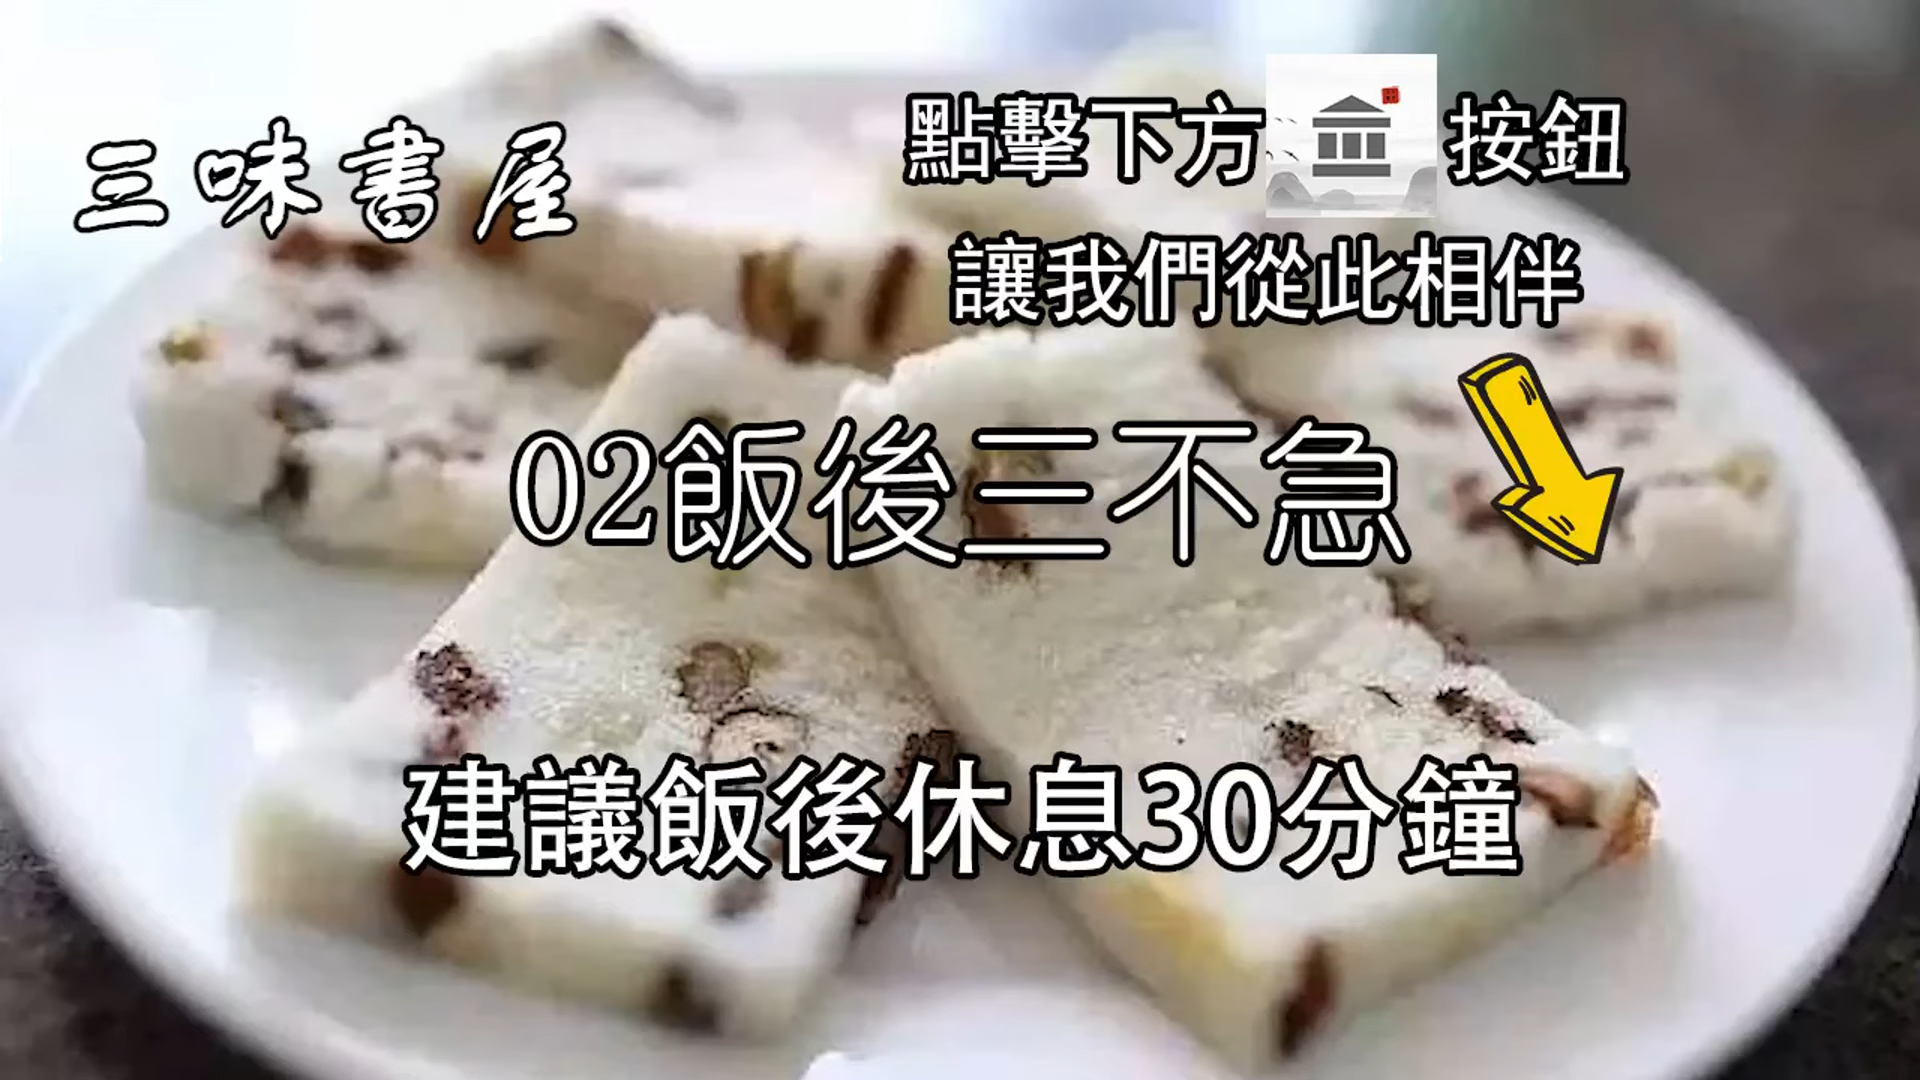 三味書屋
點擊下方 按鈕
讓我們從此相伴
02飯後三不急
建議飯後休息30分鐘